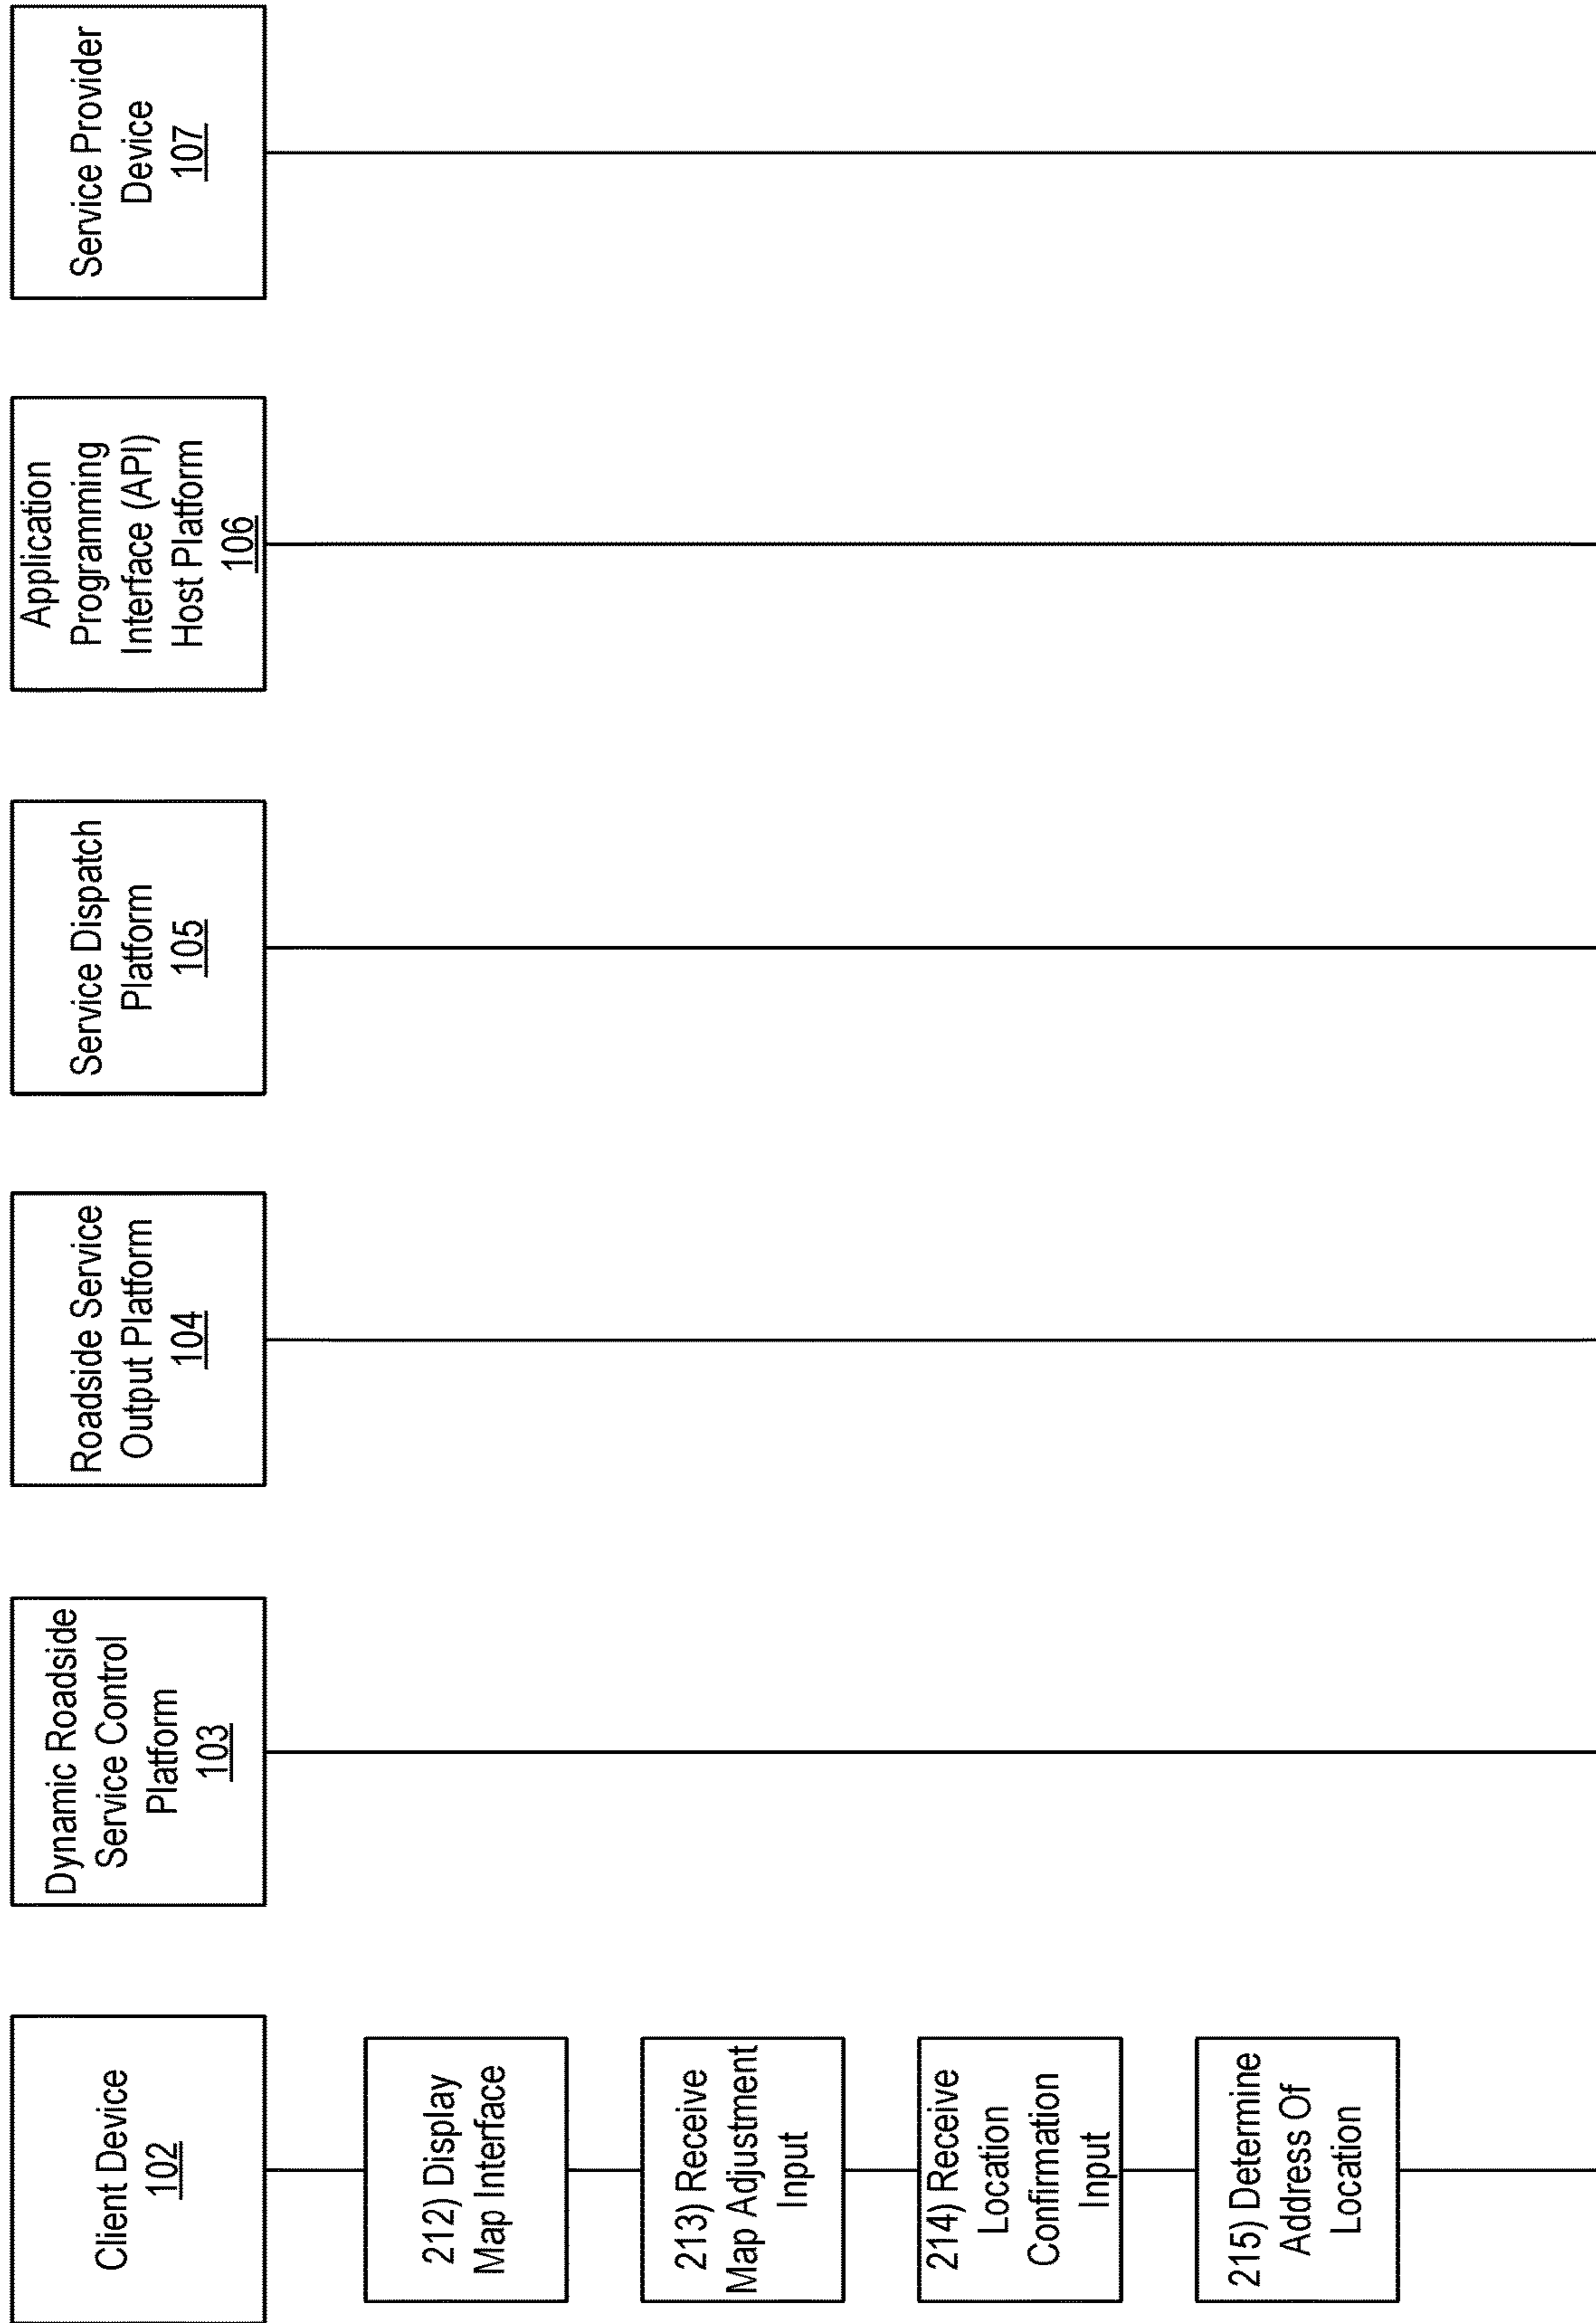 Client Device
102
Dynamic Roadside
Service Control
Platform
103
Roadside Service
Output Platform
104
Service Dispatch
Platform
105
Application
Programming
Interface (API)
Host Platform
106
Service Provider
Device
107
212) Display
Map Interface
213) Receive
Map Adjustment
Input
214) Receive
Location
Confirmation
Input
215) Determine
Address Of
Location